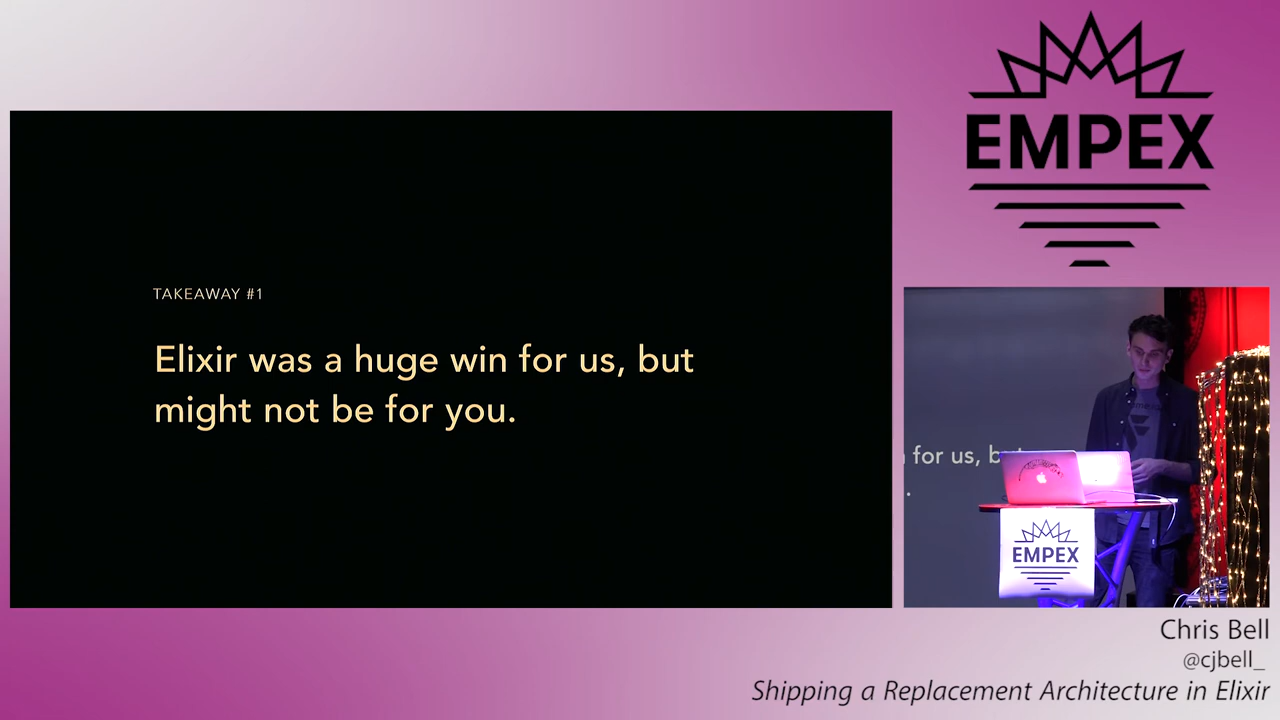 EMPEX
TAKEAWAY #1
Elixir was a huge win for us, but
might not be for you.
for us, but
.
EMPEX
Chris Bell
@cjbell_
Shipping a Replacement Architecture in Elixir